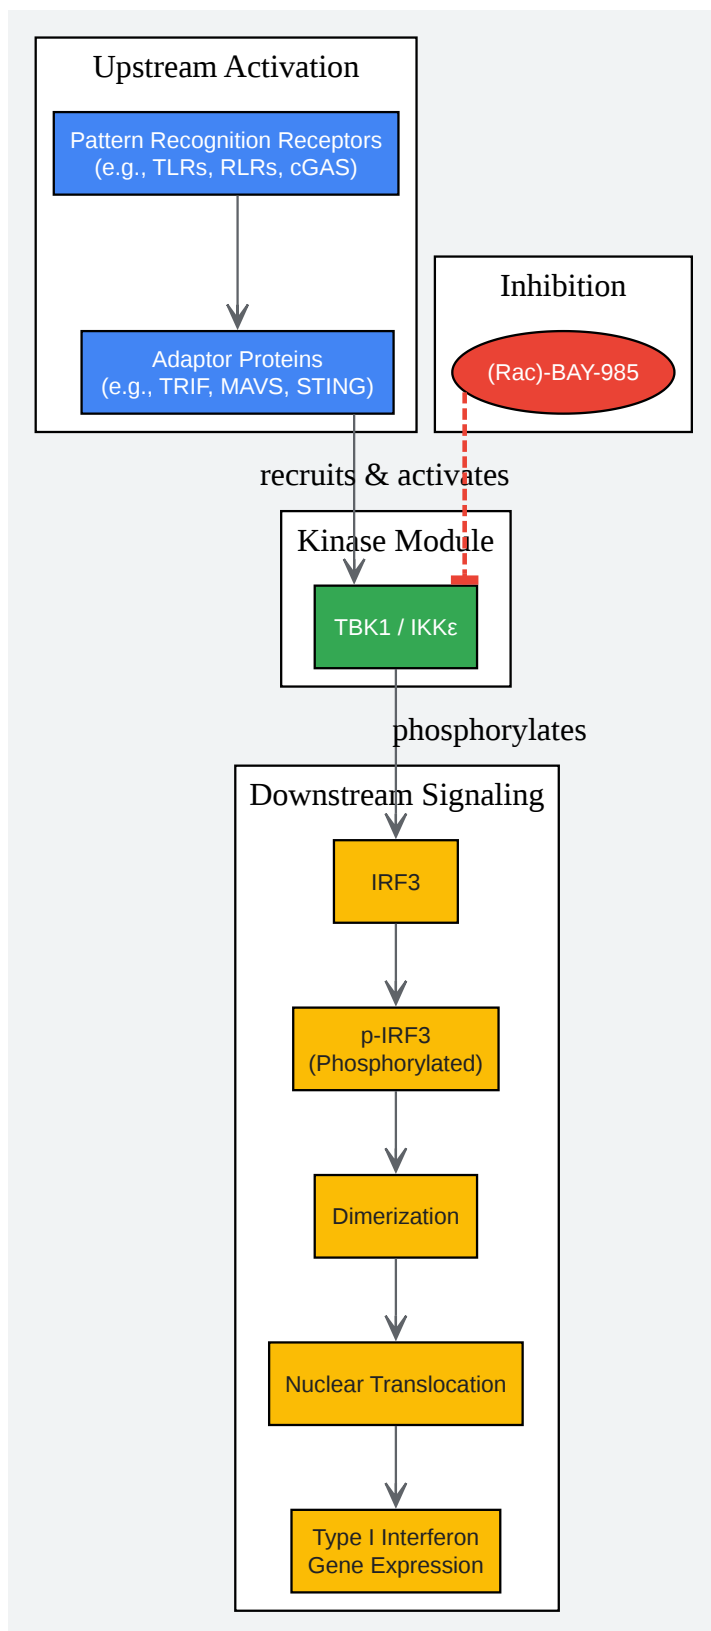 Upstream Activation
Pattern Recognition Receptors
(e.g., TLRs, RLRs, cGAS)
Adaptor Proteins
(e.g., TRIF, MAVS, STING)
Inhibition
(Rac)-BAY-985
recruits & activates
Kinase Module
TBK1 / IKKε
phosphorylates
Downstream Signaling
IRF3
p-IRF3
(Phosphorylated)
Dimerization
Nuclear Translocation
Type I Interferon
Gene Expression